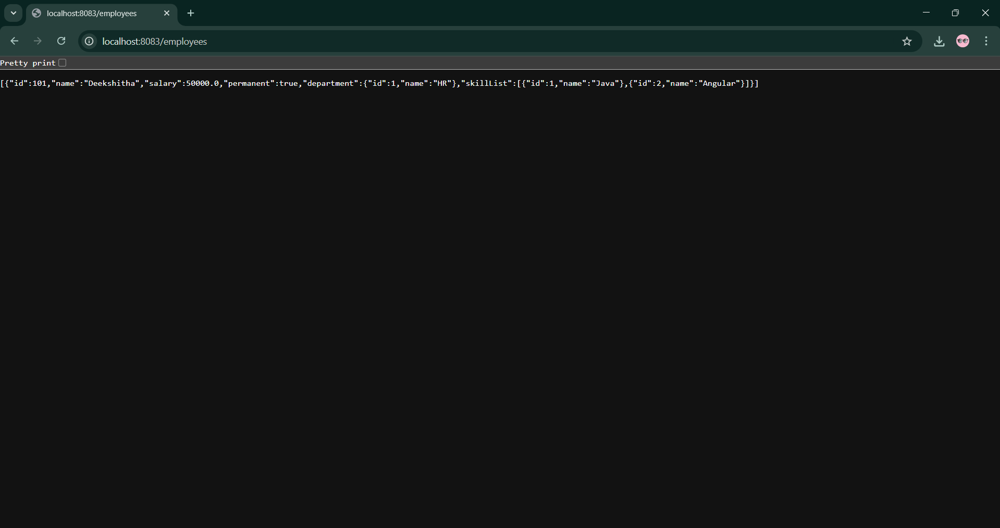 localhost:8083/employees
localhost:8083/employees
Pretty print
[{"id":101,"name":"Deekshitha","salary":50000.0,"permanent":true,"department":{"id":1,"name":"HR"},"skillList":[{"id":1,"name":"Java"},{"id":2,"name":"Angular"}]}]